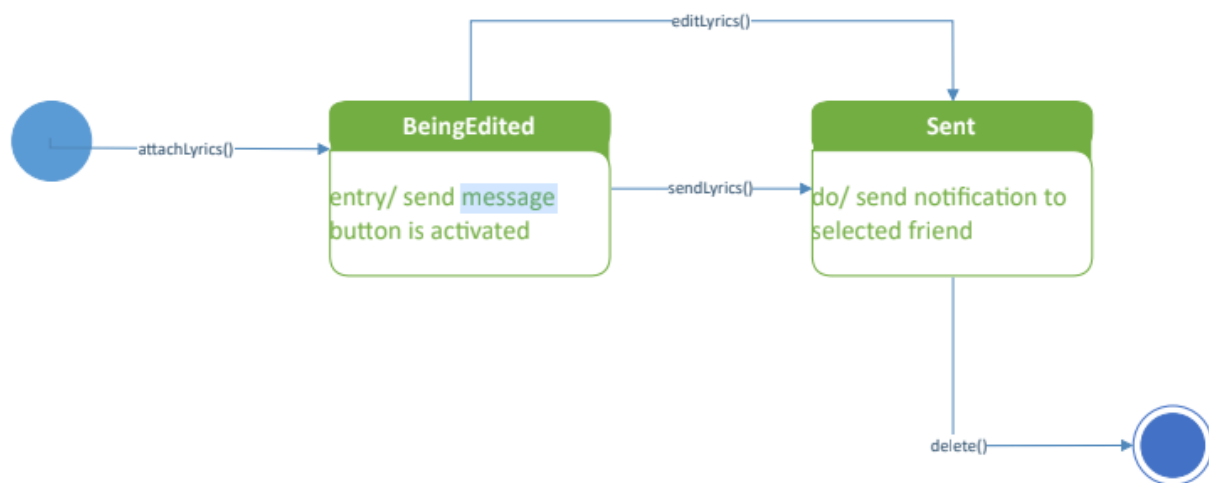 editLyrics()
BeingEdited
Sent
attachLyrics()
entry/ send message
button is activated
sendLyrics()
do/ send notification to
selected friend
delete()